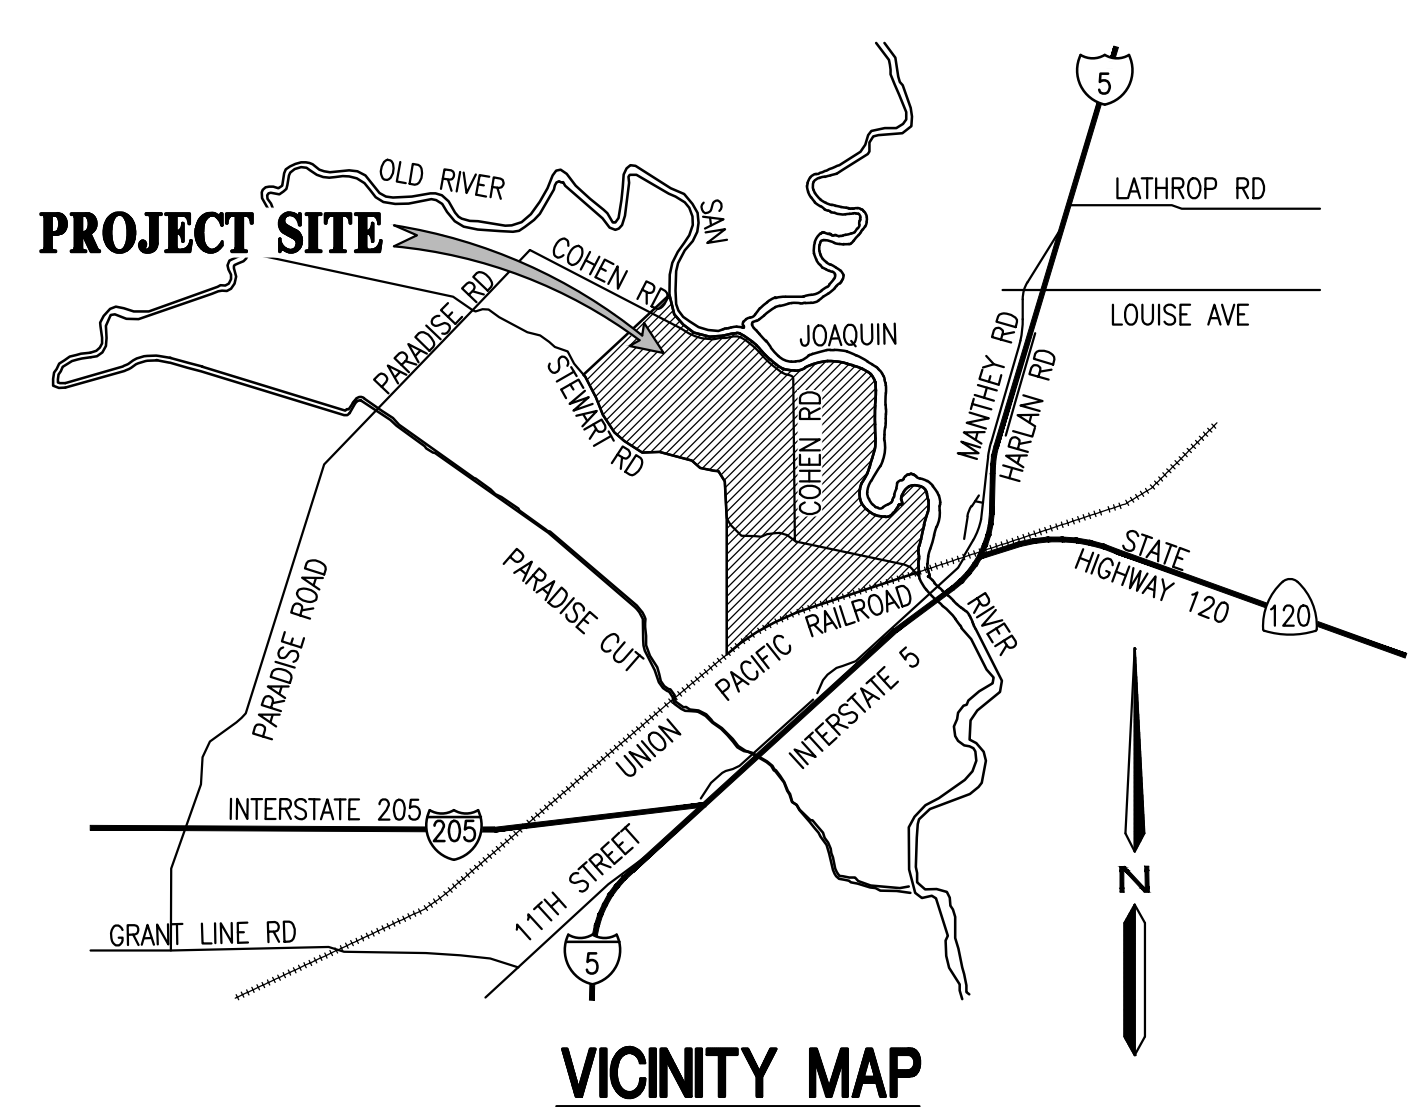 5
OLD RIVER
LATHROP RD
SAN
PROJECT SITE
COHEN RD
PARADISE RD
LOUISE AVE
JOAQUIN
MANTHEY RD
HARLAN RD
STEWART RD
COHEN RD
STATE
HIGHWAY 120
120
PARADISE CUT
PARADISE ROAD
RIVER
UNION PACIFIC RAILROAD
INTERSTATE 5
INTERSTATE 205
205
11TH STREET
N
GRANT LINE RD
5
VICINITY MAP